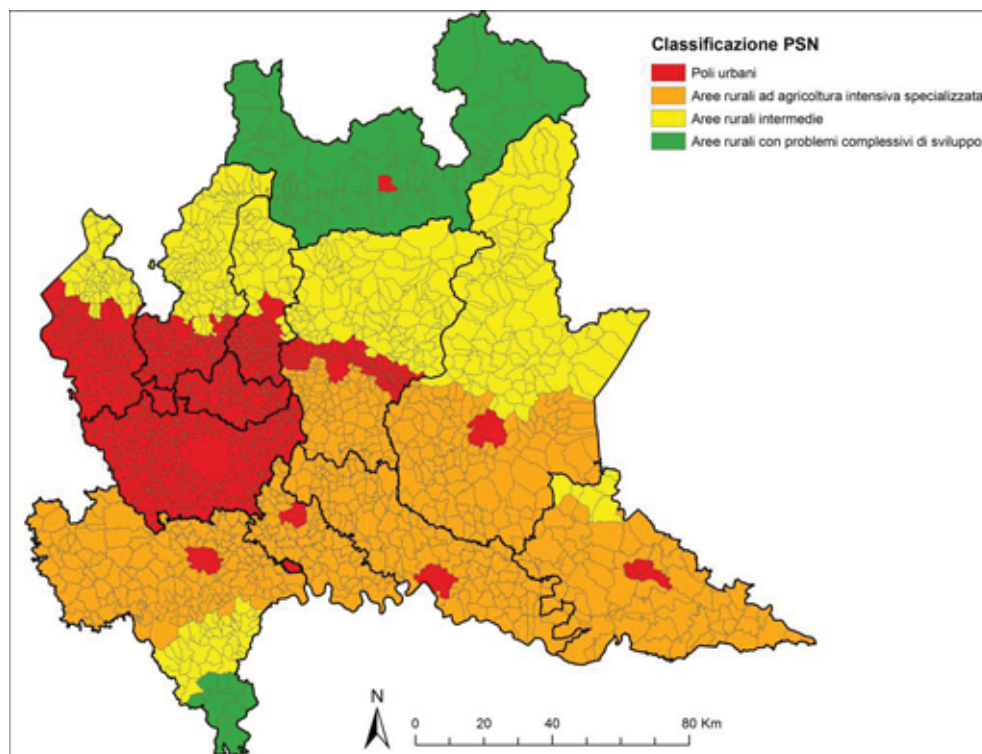 Classificazione PSN
Poli urbani
Aree rurali ad agricoltura intensiva specializzata
Aree rurali intermedie
Aree rurali con problemi complessivi di sviluppo
N
0 20 40 80 Km